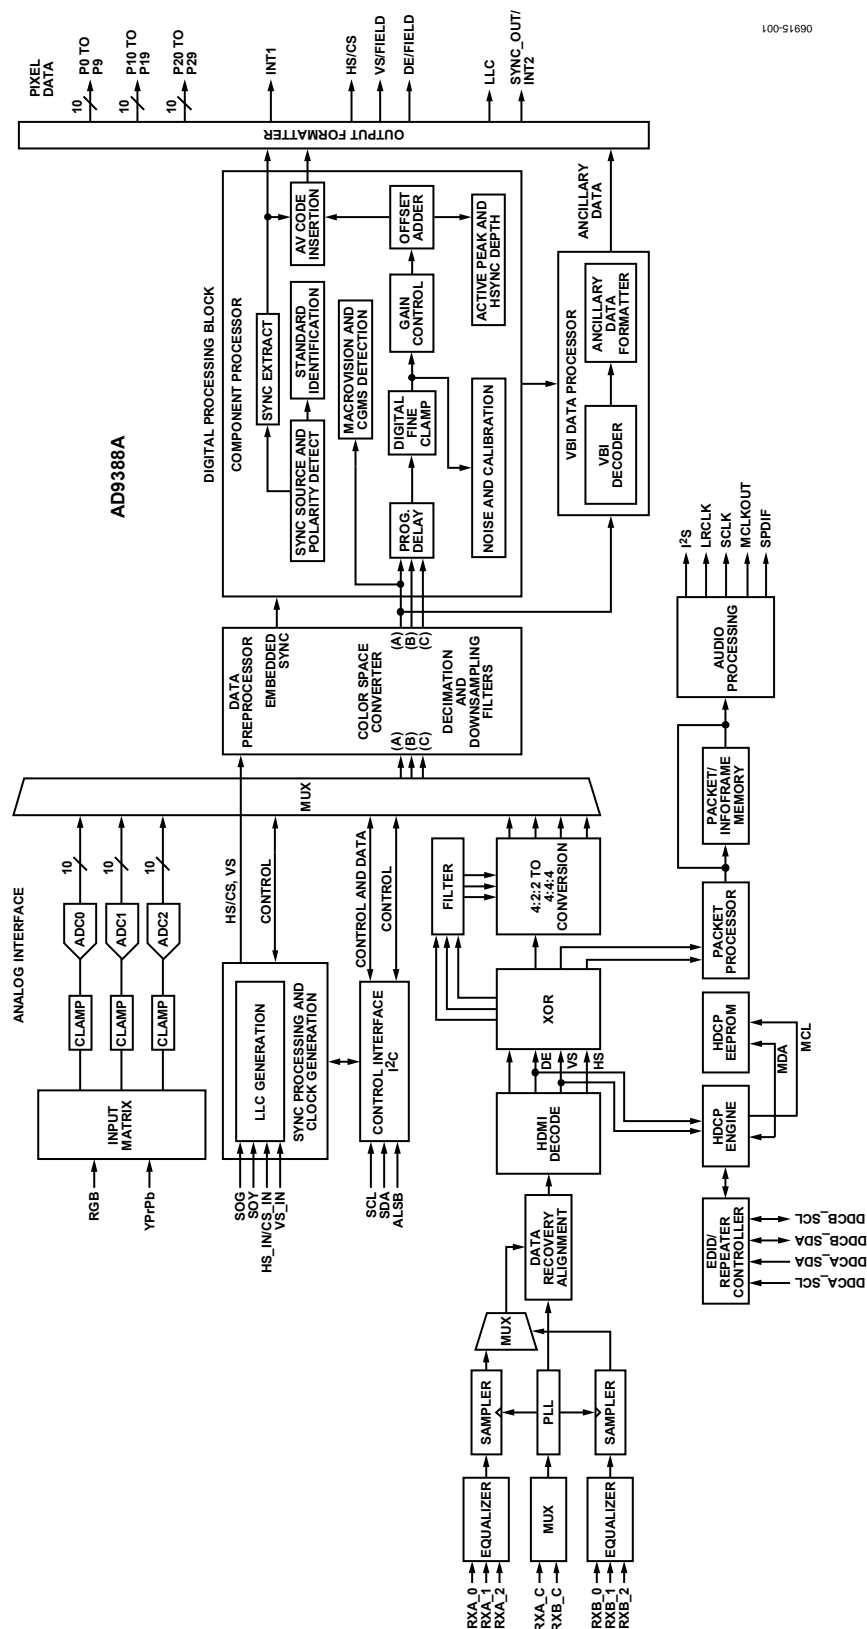 06915-001
AD9388A
ANALOG INTERFACE
RGB
YPrPb
INPUT
MATRIX
CLAMP
CLAMP
CLAMP
ADC0
ADC1
ADC2
10
10
10
SOG
SOY
HS_IN/CS_IN
VS_IN
LLC GENERATION
SYNC PROCESSING AND
CLOCK GENERATION
HS/CS, VS
CONTROL
SCL
SDA
ALSB
CONTROL INTERFACE
I2C
CONTROL AND DATA
CONTROL
MUX
RXA_0
RXA_1
RXA_2
EQUALIZER
SAMPLER
RXA_C
RXB_C
MUX
PLL
RXB_0
RXB_1
RXB_2
EQUALIZER
SAMPLER
MUX
DATA
RECOVERY
ALIGNMENT
HDMI
DECODE
DE
VS
HS
XOR
FILTER
4:2:2 TO
4:4:4
CONVERSION
DDCA_SCL
DDCA_SDA
DDCB_SDA
DDCB_SCL
EDID/
REPEATER
CONTROLLER
HDCP
ENGINE
MDA
MCL
HDCP
EEPROM
PACKET
PROCESSOR
PACKET/
INFOFRAME
MEMORY
AUDIO
PROCESSING
I2S
LRCLK
SCLK
MCLKOUT
SPDIF
DATA
PREPROCESSOR
EMBEDDED
SYNC
COLOR SPACE
CONVERTER
(A)
(B)
(C)
(A)
(B)
(C)
DECIMATION
AND
DOWNSAMPLING
FILTERS
DIGITAL PROCESSING BLOCK
COMPONENT PROCESSOR
SYNC SOURCE AND
POLARITY DETECT
SYNC EXTRACT
STANDARD
IDENTIFICATION
AV CODE
INSERTION
MACROVISION AND
CGMS DETECTION
PROG.
DELAY
DIGITAL
FINE
CLAMP
GAIN
CONTROL
OFFSET
ADDER
NOISE AND CALIBRATION
ACTIVE PEAK AND
HSYNC DEPTH
VBI DATA PROCESSOR
VBI
DECODER
ANCILLARY
DATA
FORMATTER
ANCILLARY
DATA
OUTPUT FORMATTER
PIXEL
DATA
10
P0 TO
P9
10
P10 TO
P19
10
P20 TO
P29
INT1
HS/CS
VS/FIELD
DE/FIELD
LLC
SYNC_OUT/
INT2